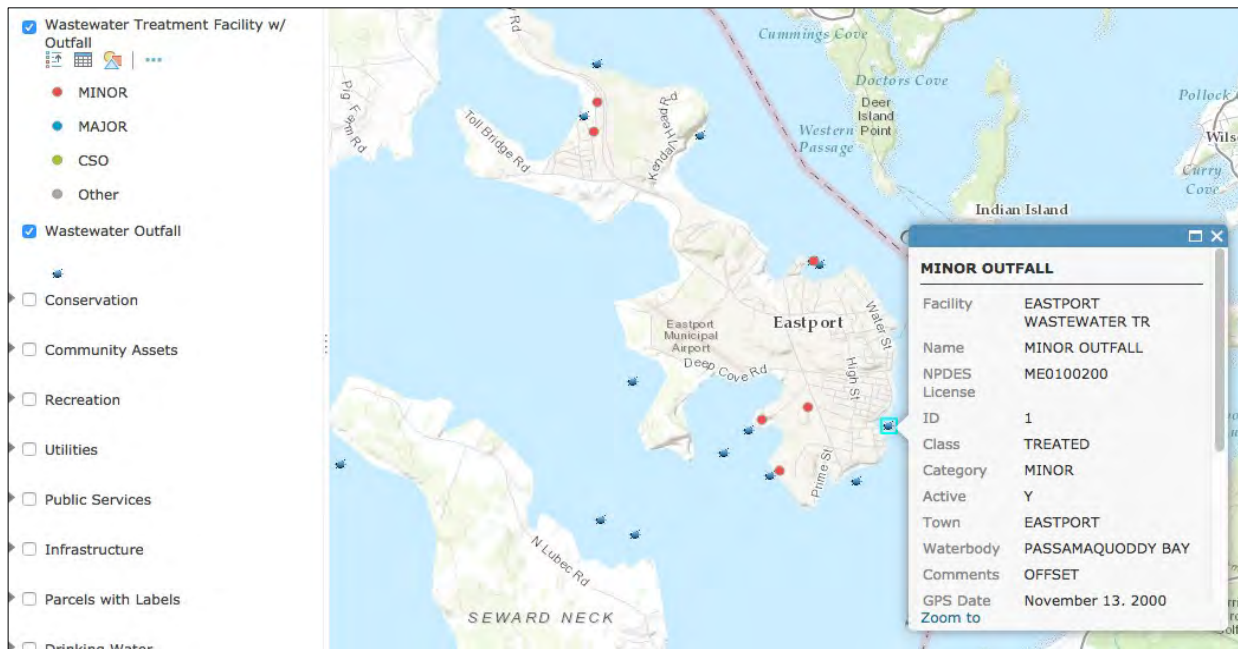 Wastewater Treatment Facility w/
Outfall
MINOR
MAJOR
CSO
Other
Wastewater Outfall
Conservation
Community Assets
Recreation
Utilities
Public Services
Infrastructure
Parcels with Labels
Drinking Water
Rd
Cummings Cove
Doctors Cove
Deer
Island
Point
Western
Passage
Pollock
Wils
Curry
Cove
Indian Island
Pig Farm Rd
Toll Bridge Rd
Kendall Head Rd
Eastport
Eastport
Municipal
Airport
Deep Cove Rd
Water St
High St
Prime St
N Lubec Rd
SEWARD NECK
MINOR OUTFALL
Facility EASTPORT
WASTEWATER TR
Name MINOR OUTFALL
NPDES ME0100200
License
ID 1
Class TREATED
Category MINOR
Active Y
Town EASTPORT
Waterbody PASSAMAQUODDY BAY
Comments OFFSET
GPS Date November 13, 2000
Zoom to